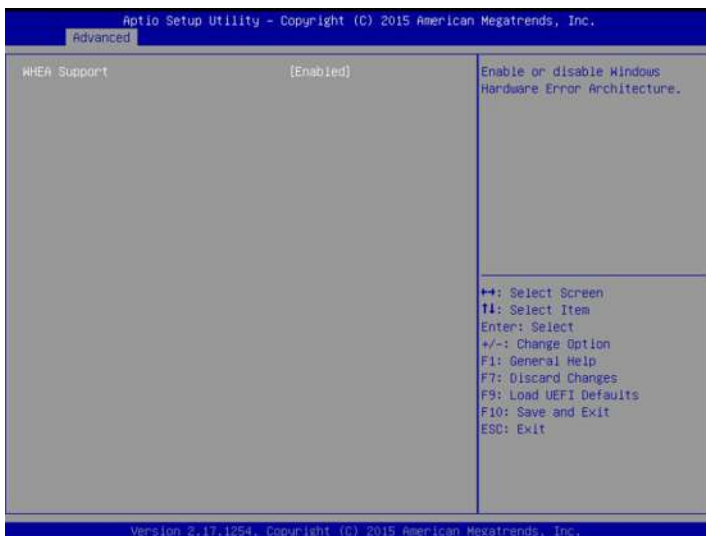 Aptio Setup Utility – Copyright (C) 2015 American Megatrends, Inc.
Advanced
WHEA Support [Enabled]
Enable or disable Windows
Hardware Error Architecture.
↔: Select Screen
↑↓: Select Item
Enter: Select
+/-: Change Option
F1: General Help
F7: Discard Changes
F9: Load UEFI Defaults
F10: Save and Exit
ESC: Exit
Version 2.17.1254. Copyright (C) 2015 American Megatrends, Inc.